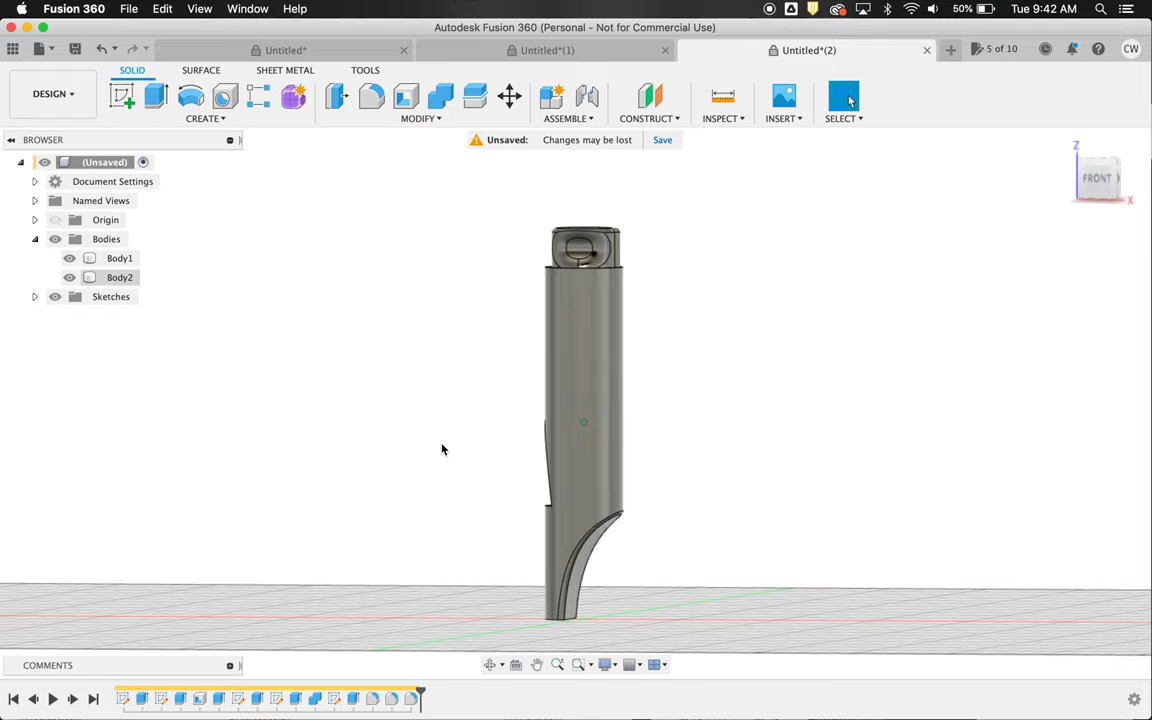 Fusion 360 File Edit View Window Help 50% Tue 9:42 AM
Autodesk Fusion 360 (Personal - Not for Commercial Use)
Untitled* Untitled*(1) Untitled*(2) 5 of 10 CW
SOLID SURFACE SHEET METAL TOOLS
DESIGN
CREATE MODIFY ASSEMBLE CONSTRUCT INSPECT INSERT SELECT
BROWSER Unsaved: Changes may be lost Save
(Unsaved)
Document Settings
Named Views
Origin
Bodies
Body1
Body2
Sketches
Z
FRONT
X
COMMENTS